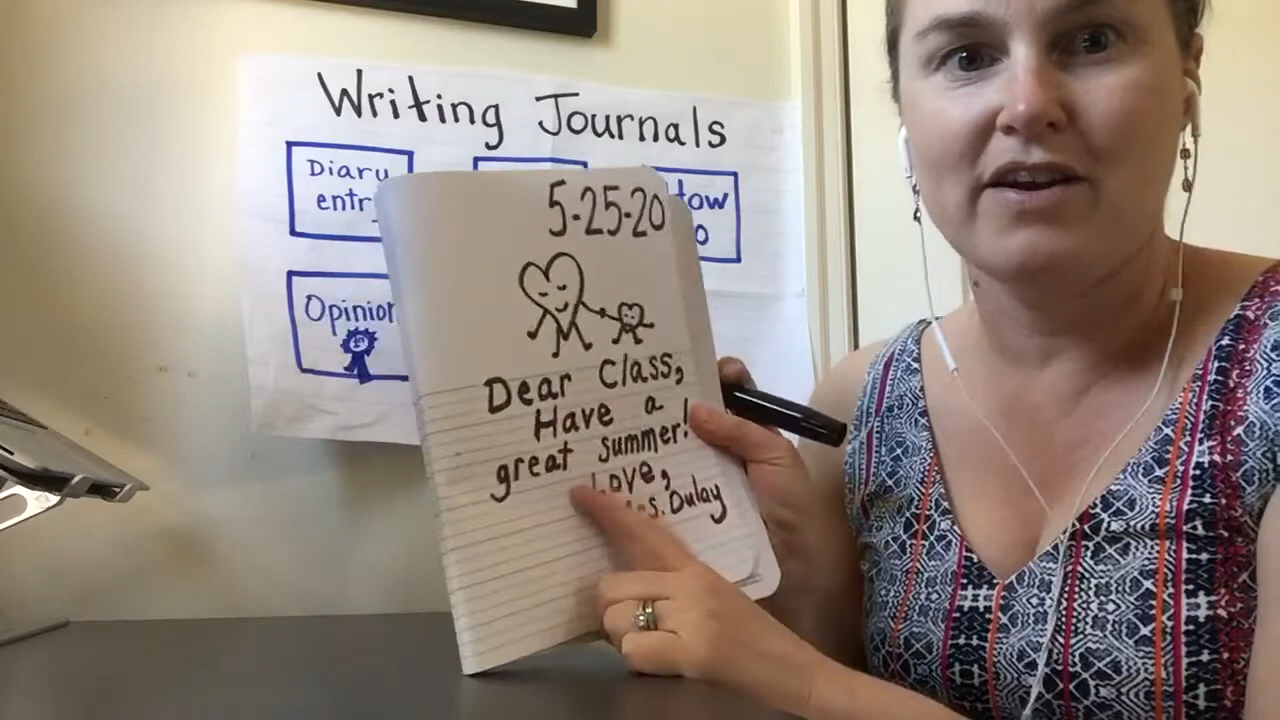 Writing Journals
Diary
Opinion
5-25-20
Dear Class,
Have a
great summer!
Love,
Dulay